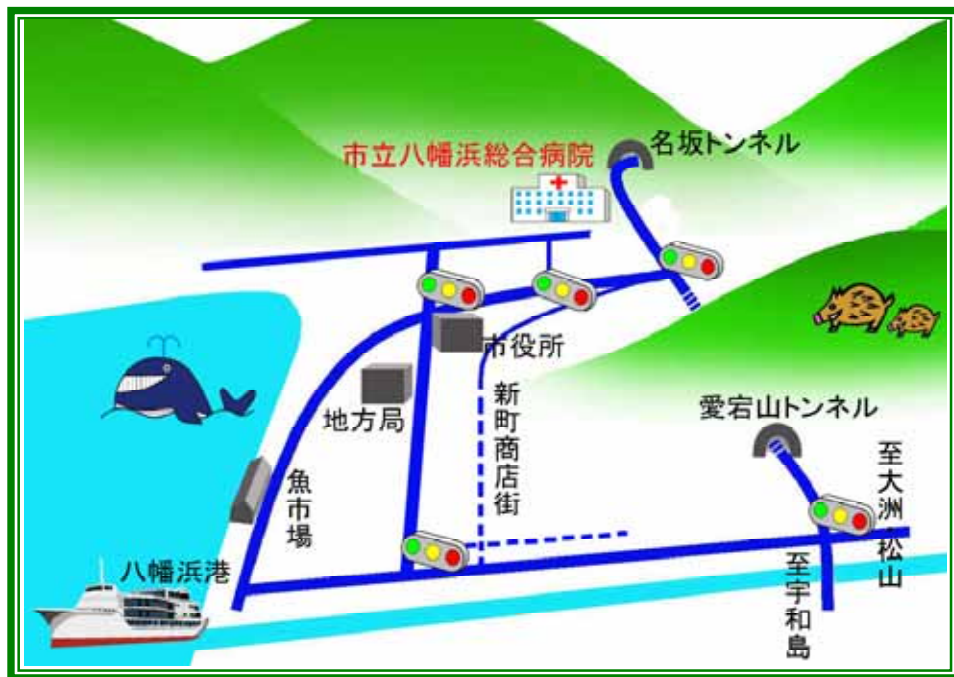 市立八幡浜総合病院
名坂トンネル
市役所
地方局
新町商店街
愛宕山トンネル
魚市場
至大洲・松山
八幡浜港
至宇和島